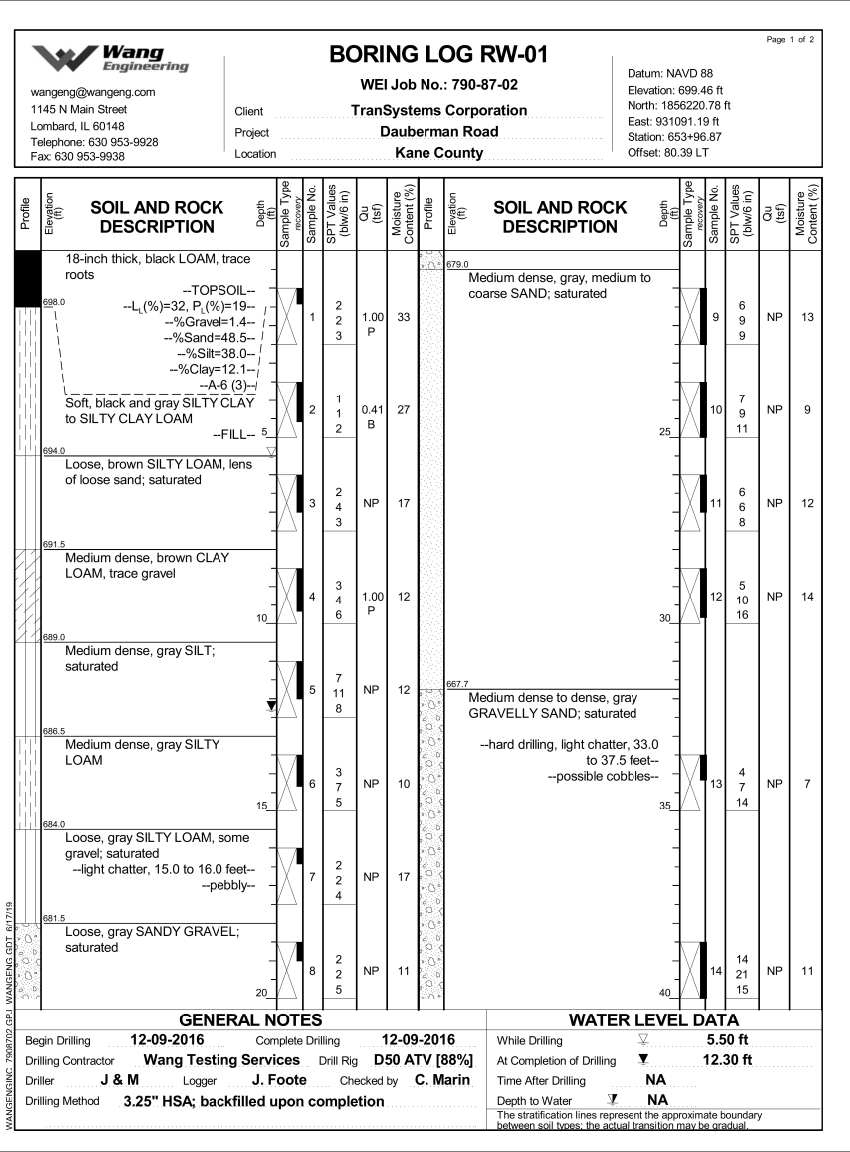 Page 1 of 2
Wang
Engineering
wangeng@wangeng.com
1145 N Main Street
Lombard, IL 60148
Telephone: 630 953-9928
Fax: 630 953-9938
BORING LOG RW-01
WEI Job No.: 790-87-02
Client TranSystems Corporation
Project Dauberman Road
Location Kane County
Datum: NAVD 88
Elevation: 699.46 ft
North: 1856220.78 ft
East: 931091.19 ft
Station: 653+96.87
Offset: 80.39 LT
Profile
Elevation
(ft)
SOIL AND ROCK
DESCRIPTION
Depth
(ft)
Sample Type
recovery
Sample No.
SPT Values
(blw/6 in)
Qu
(tsf)
Moisture
Content (%)
18-inch thick, black LOAM, trace
roots
--TOPSOIL--
698.0
--LL(%)=32, PL(%)=19--
--%Gravel=1.4--
--%Sand=48.5--
--%Silt=38.0--
--%Clay=12.1--
--A-6 (3)--
1
2
2
3
1.00
P
33
Soft, black and gray SILTY CLAY
to SILTY CLAY LOAM
--FILL--
5
2
1
1
2
0.41
B
27
694.0
Loose, brown SILTY LOAM, lens
of loose sand; saturated
3
2
4
3
NP
17
691.5
Medium dense, brown CLAY
LOAM, trace gravel
10
4
3
4
6
1.00
P
12
689.0
Medium dense, gray SILT;
saturated
5
7
11
8
NP
12
686.5
Medium dense, gray SILTY
LOAM
15
6
3
7
5
NP
10
684.0
Loose, gray SILTY LOAM, some
gravel; saturated
--light chatter, 15.0 to 16.0 feet--
--pebbly--
7
2
2
4
NP
17
681.5
Loose, gray SANDY GRAVEL;
saturated
20
8
2
2
5
NP
11
Profile
Elevation
(ft)
SOIL AND ROCK
DESCRIPTION
Depth
(ft)
Sample Type
recovery
Sample No.
SPT Values
(blw/6 in)
Qu
(tsf)
Moisture
Content (%)
679.0
Medium dense, gray, medium to
coarse SAND; saturated
9
6
9
9
NP
13
25
10
7
9
11
NP
9
11
6
6
8
NP
12
30
12
5
10
16
NP
14
667.7
Medium dense to dense, gray
GRAVELLY SAND; saturated
--hard drilling, light chatter, 33.0
to 37.5 feet--
--possible cobbles--
35
13
4
7
14
NP
7
40
14
14
21
15
NP
11
GENERAL NOTES
Begin Drilling 12-09-2016 Complete Drilling 12-09-2016
Drilling Contractor Wang Testing Services Drill Rig D50 ATV [88%]
Driller J & M Logger J. Foote Checked by C. Marin
Drilling Method 3.25" HSA; backfilled upon completion
WATER LEVEL DATA
While Drilling 5.50 ft
At Completion of Drilling 12.30 ft
Time After Drilling NA
Depth to Water NA
The stratification lines represent the approximate boundary
between soil types; the actual transition may be gradual.
WANGENGINC 7908702.GPJ WANGENG.GDT 6/17/19